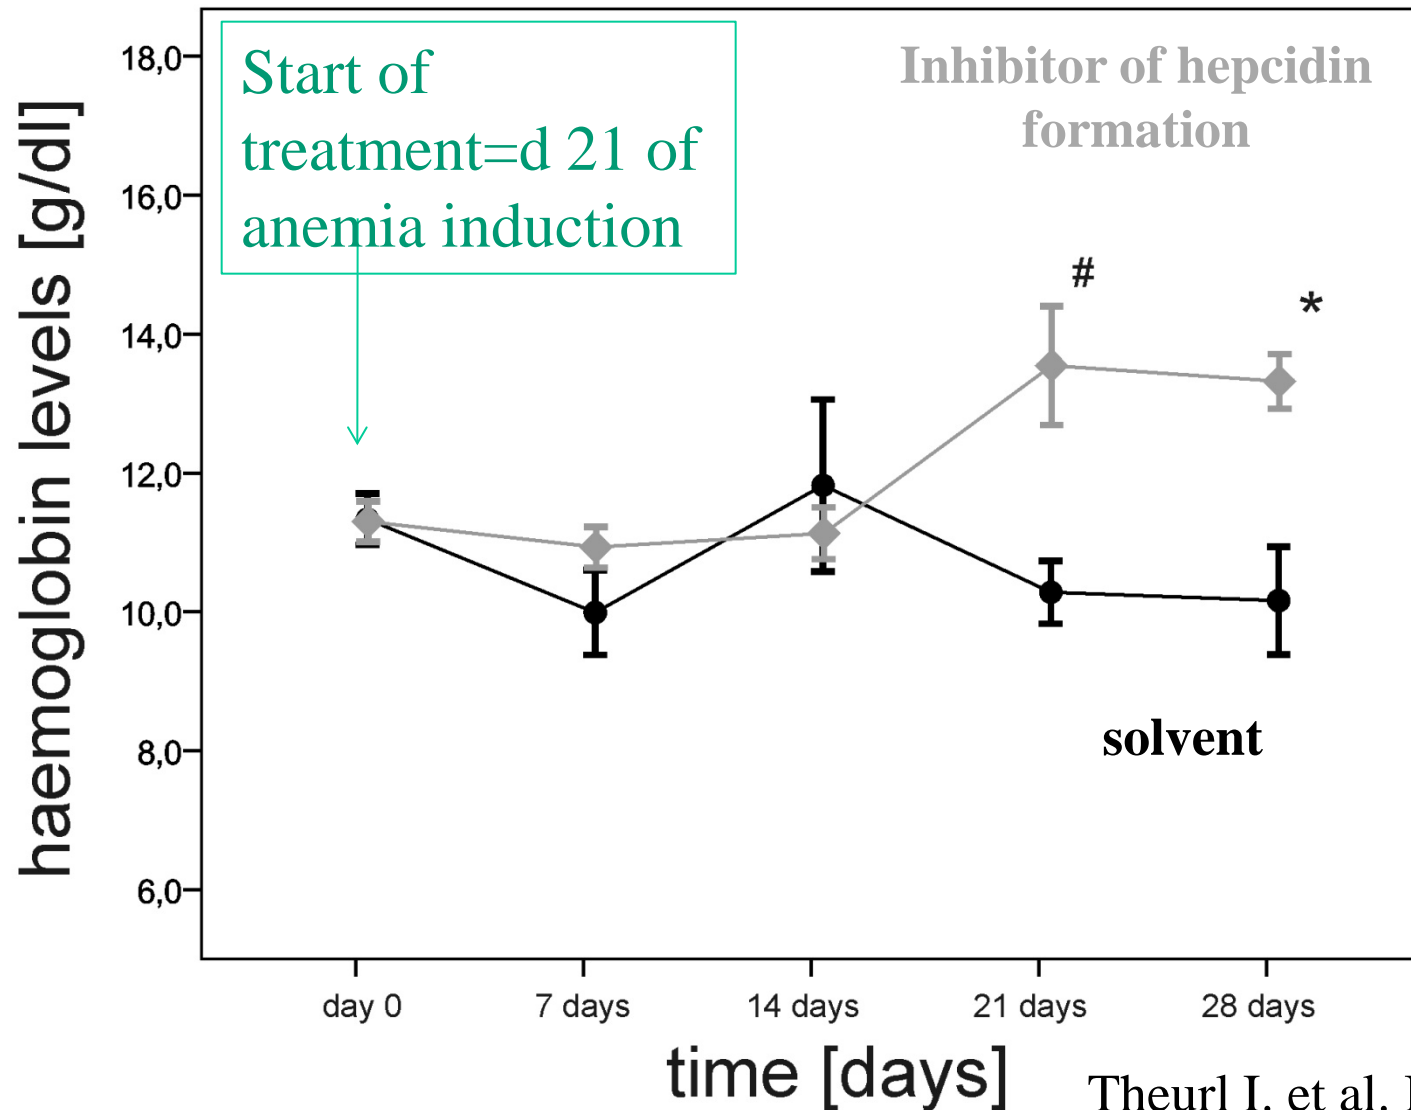 Start of
treatment=d 21 of
anemia induction
Inhibitor of hepcidin
formation
haemoglobin levels [g/dl]
18,0
16,0
14,0
12,0
10,0
8,0
6,0
#
*
solvent
day 0
7 days
14 days
21 days
28 days
time [days]
Theurl I. et al.